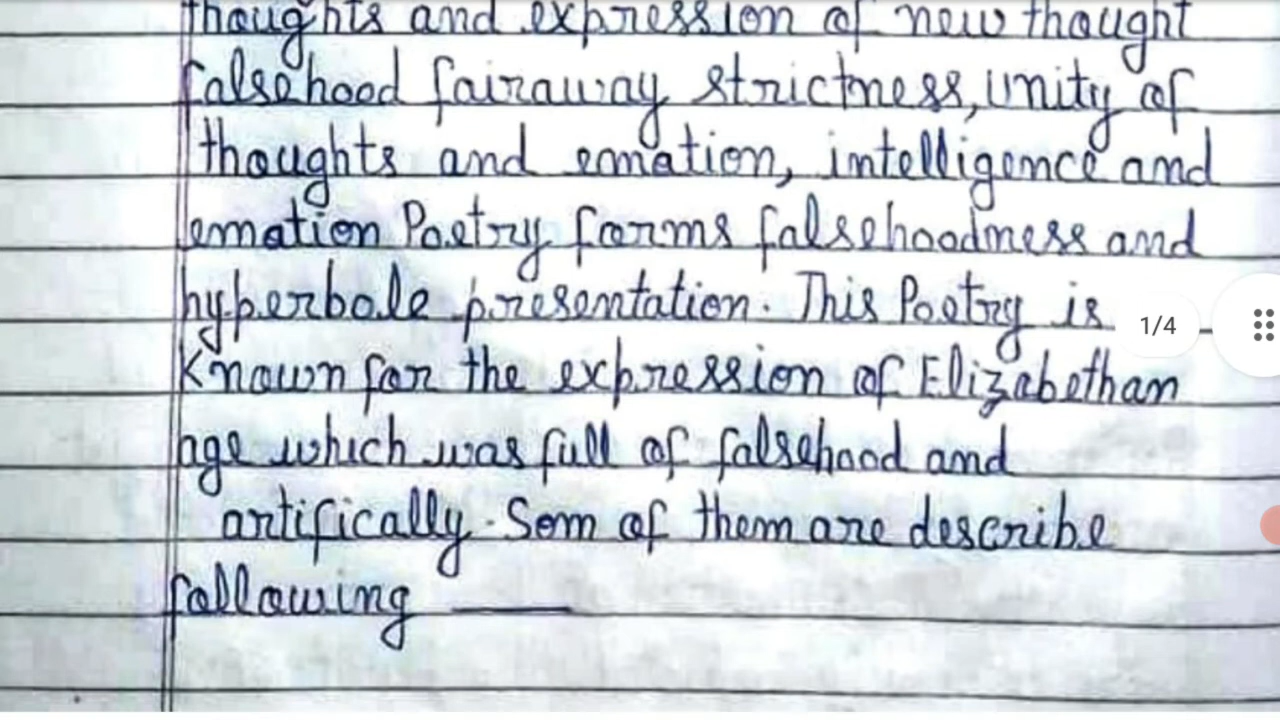 thoughts and expression of new thought
falsehood fairaway strictness, unity of
thoughts and emation, intelligence and
emation Poetry forms falsehoodness and
hyperbole presentation. This Poetry is
1/4
Known for the expression of Elizabethan
age which was full of falsehood and
artifically. Som of them are describe
following —